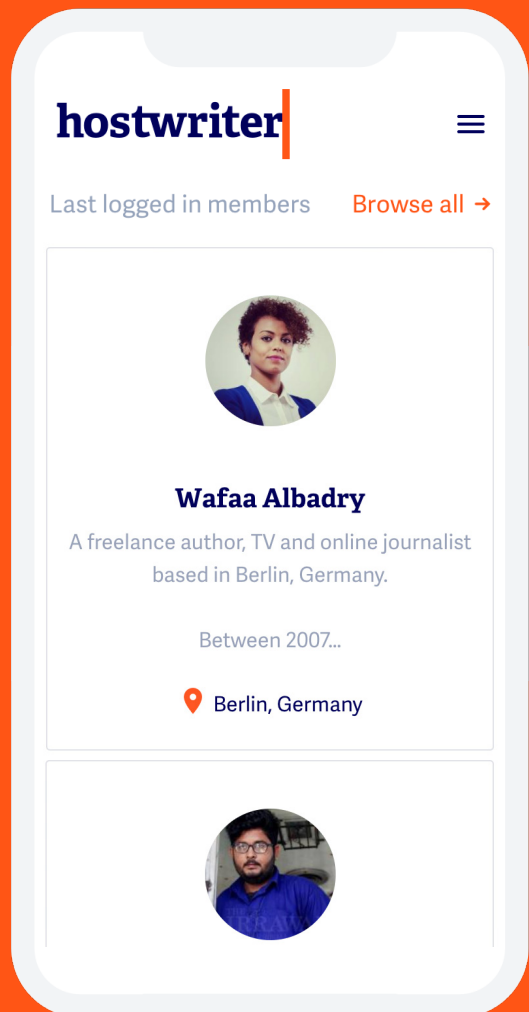 hostwriter
Last logged in members Browse all →
Wafaa Albadry
A freelance author, TV and online journalist
based in Berlin, Germany.
Between 2007...
Berlin, Germany